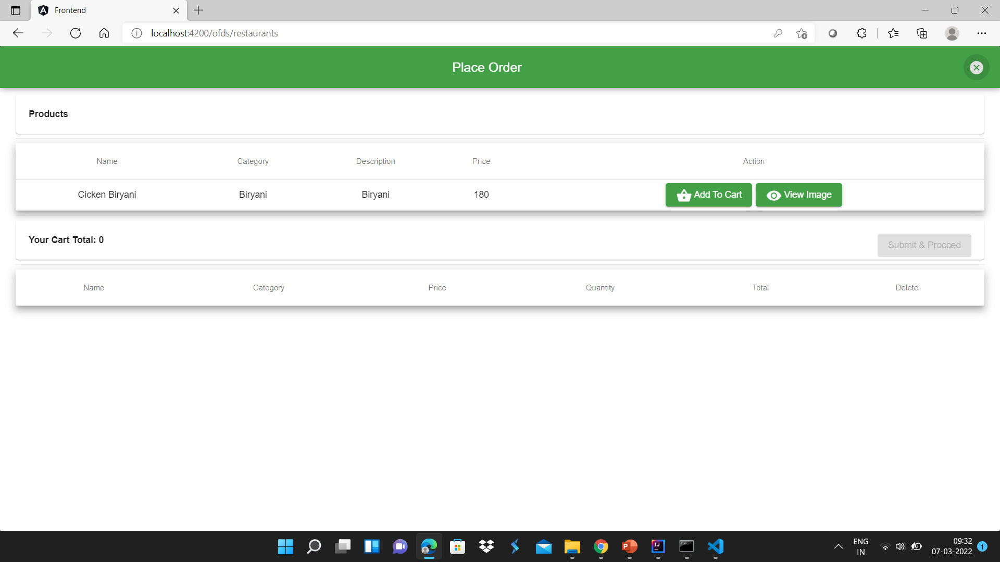 Frontend
localhost:4200/ofds/restaurants
Place Order
Products
Name Category Description Price Action
Cicken Biryani Biryani Biryani 180 Add To Cart View Image
Your Cart Total: 0 Submit & Procced
Name Category Price Quantity Total Delete
ENG 09:32
IN 07-03-2022 1